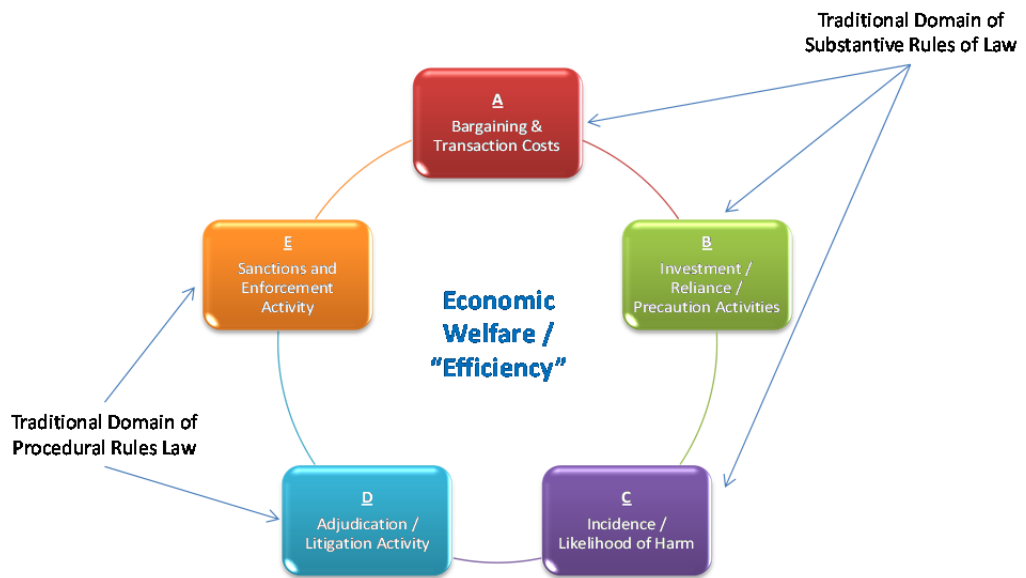 Traditional Domain of
Substantive Rules of Law
A
Bargaining &
Transaction Costs
B
Investment /
Reliance /
Precaution Activities
E
Sanctions and
Enforcement
Activity
Economic
Welfare /
“Efficiency”
Traditional Domain of
Procedural Rules Law
D
Adjudication /
Litigation Activity
C
Incidence /
Likelihood of Harm